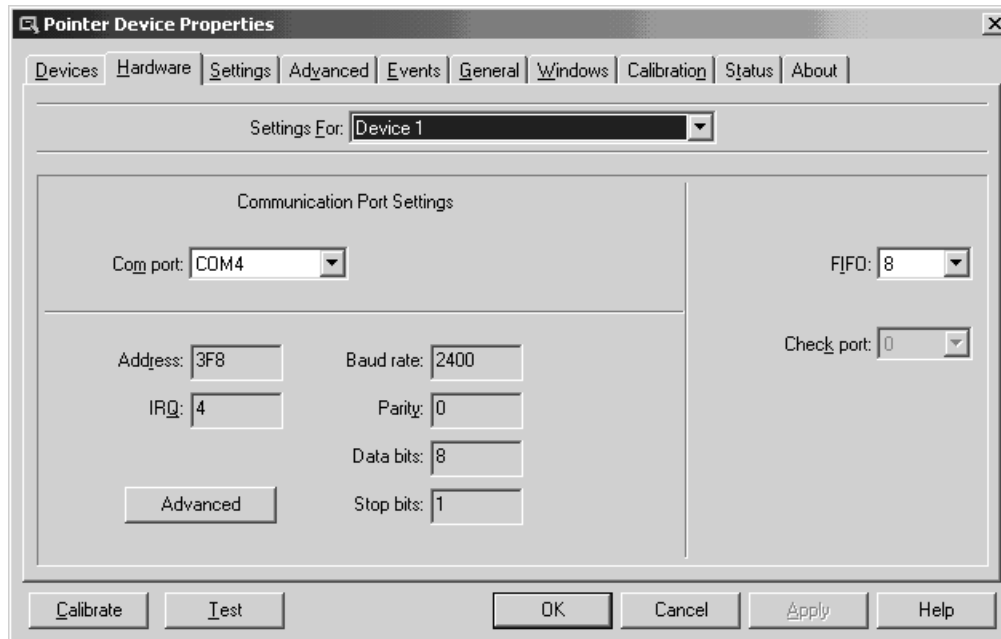 Pointer Device Properties
Devices Hardware Settings Advanced Events General Windows Calibration Status About
Settings For: Device 1
Communication Port Settings
Com port: COM4
FIFO: 8
Check port: 0
Address: 3F8 Baud rate: 2400
IRQ: 4 Parity: 0
Data bits: 8
Advanced Stop bits: 1
Calibrate Test OK Cancel Apply Help